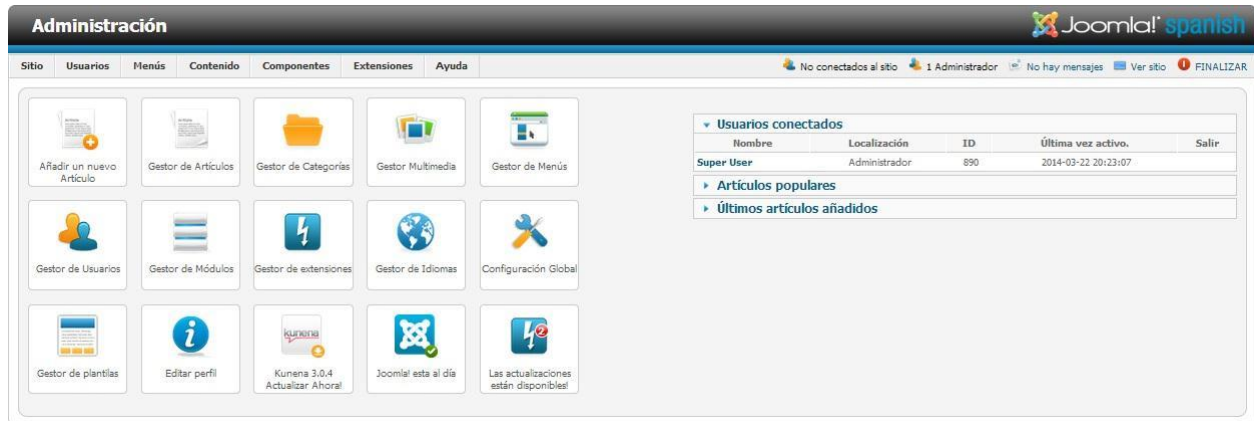 Administración
Joomla! spanish
Sitio Usuarios Menús Contenido Componentes Extensiones Ayuda
No conectados al sitio 1 Administrador No hay mensajes Ver sitio FINALIZAR
Añadir un nuevo
Artículo
Gestor de Artículos
Gestor de Categorías
Gestor Multimedia
Gestor de Menús
Gestor de Usuarios
Gestor de Módulos
Gestor de extensiones
Gestor de Idiomas
Configuración Global
Gestor de plantilas
Editar perfil
kunena
Kunena 3.0.4
Actualizar Ahora!
Joomla! esta al día
2
Las actualizaciones
están disponibles!
Usuarios conectados
Nombre Localización ID Última vez activo. Salir
Super User Administrador 890 2014-03-22 20:23:07
Artículos populares
Últimos artículos añadidos